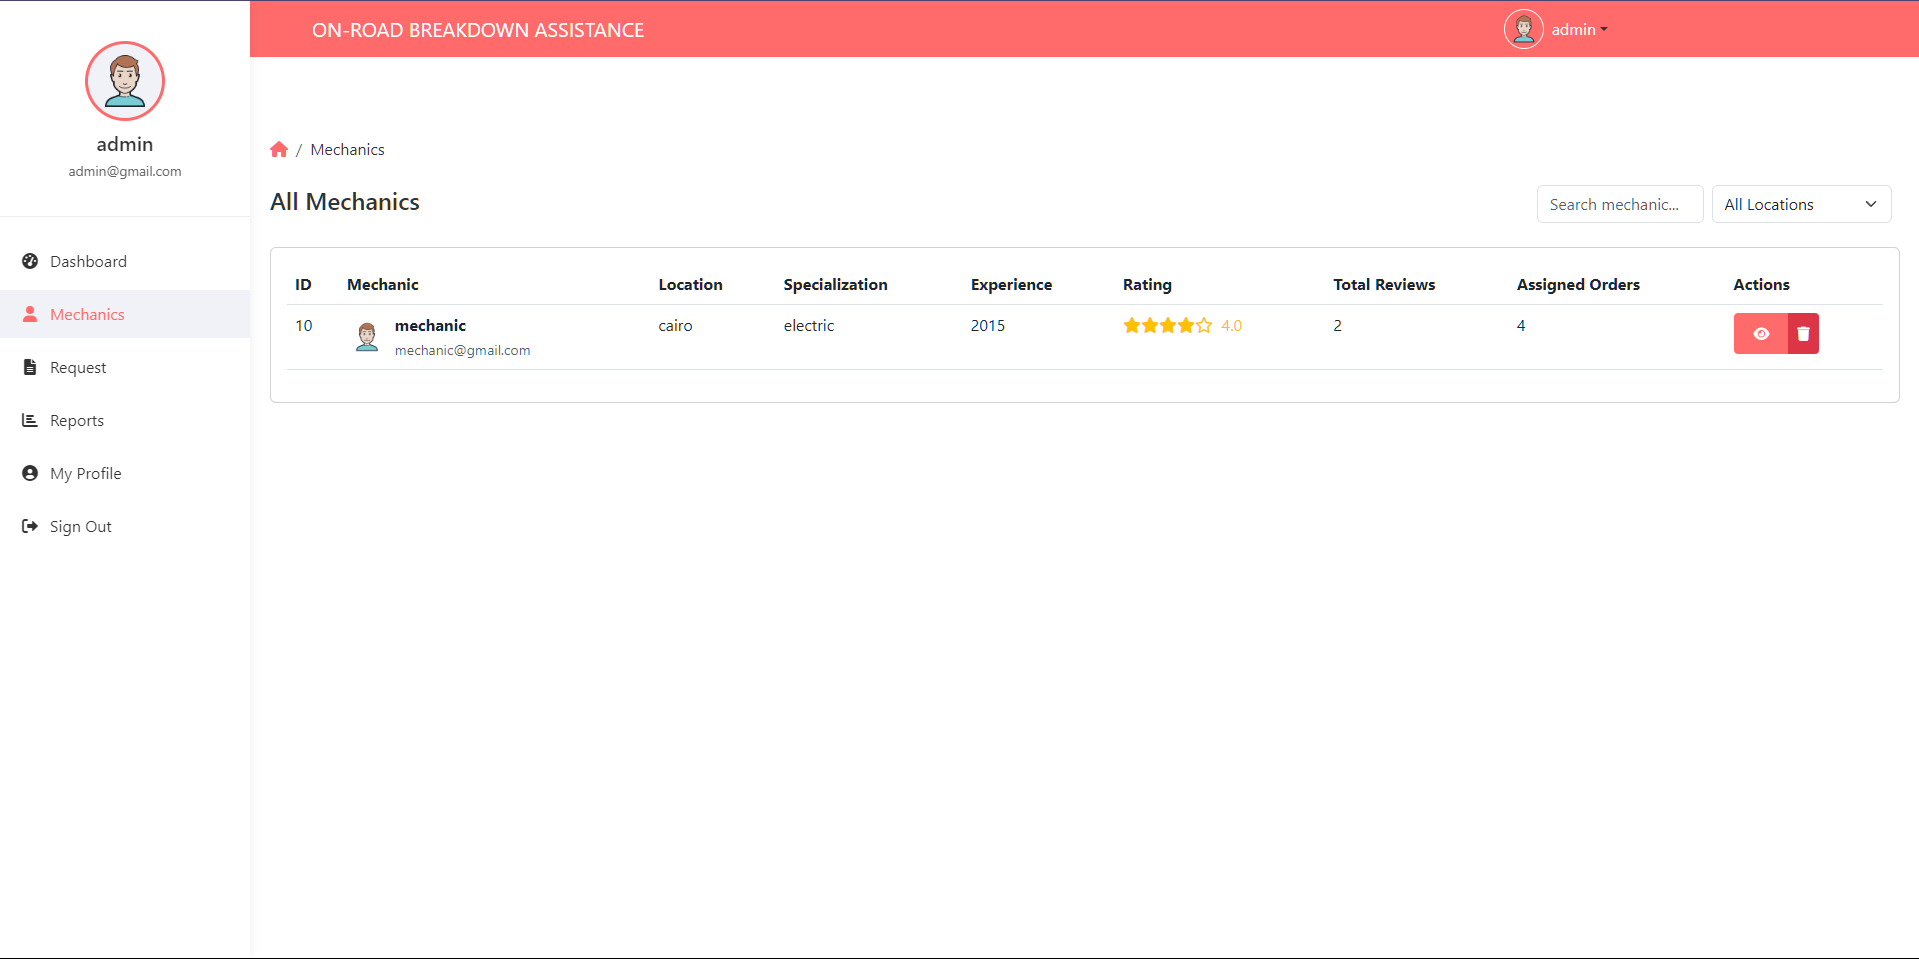 ON-ROAD BREAKDOWN ASSISTANCE
admin
admin
admin@gmail.com
Dashboard
Mechanics
Request
Reports
My Profile
Sign Out
/ Mechanics
All Mechanics
Search mechanic...
All Locations
ID Mechanic Location Specialization Experience Rating Total Reviews Assigned Orders Actions
10 mechanic cairo electric 2015 4.0 2 4
mechanic@gmail.com